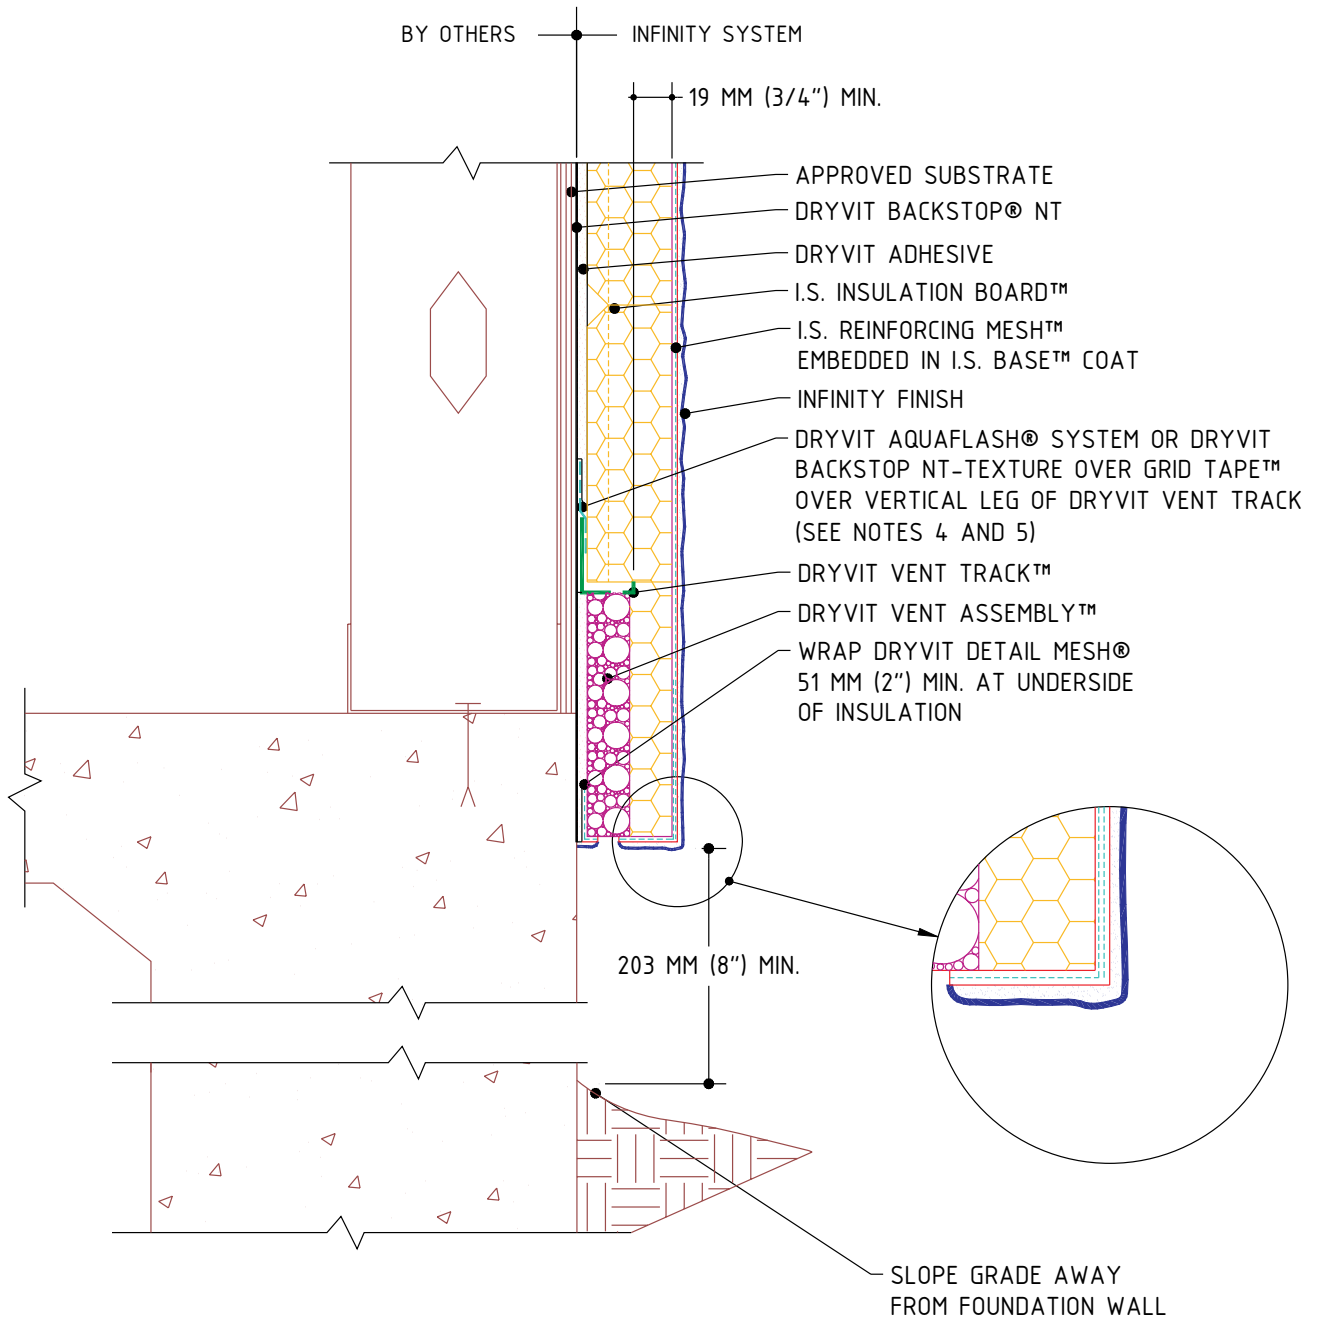 BY OTHERS
INFINITY SYSTEM
19 MM (3/4") MIN.
APPROVED SUBSTRATE
DRYVIT BACKSTOP® NT
DRYVIT ADHESIVE
I.S. INSULATION BOARD™
I.S. REINFORCING MESH™
EMBEDDED IN I.S. BASE™ COAT
INFINITY FINISH
DRYVIT AQUAFLASH® SYSTEM OR DRYVIT
BACKSTOP NT-TEXTURE OVER GRID TAPE™
OVER VERTICAL LEG OF DRYVIT VENT TRACK
(SEE NOTES 4 AND 5)
DRYVIT VENT TRACK™
DRYVIT VENT ASSEMBLY™
WRAP DRYVIT DETAIL MESH®
51 MM (2") MIN. AT UNDERSIDE
OF INSULATION
203 MM (8") MIN.
SLOPE GRADE AWAY
FROM FOUNDATION WALL